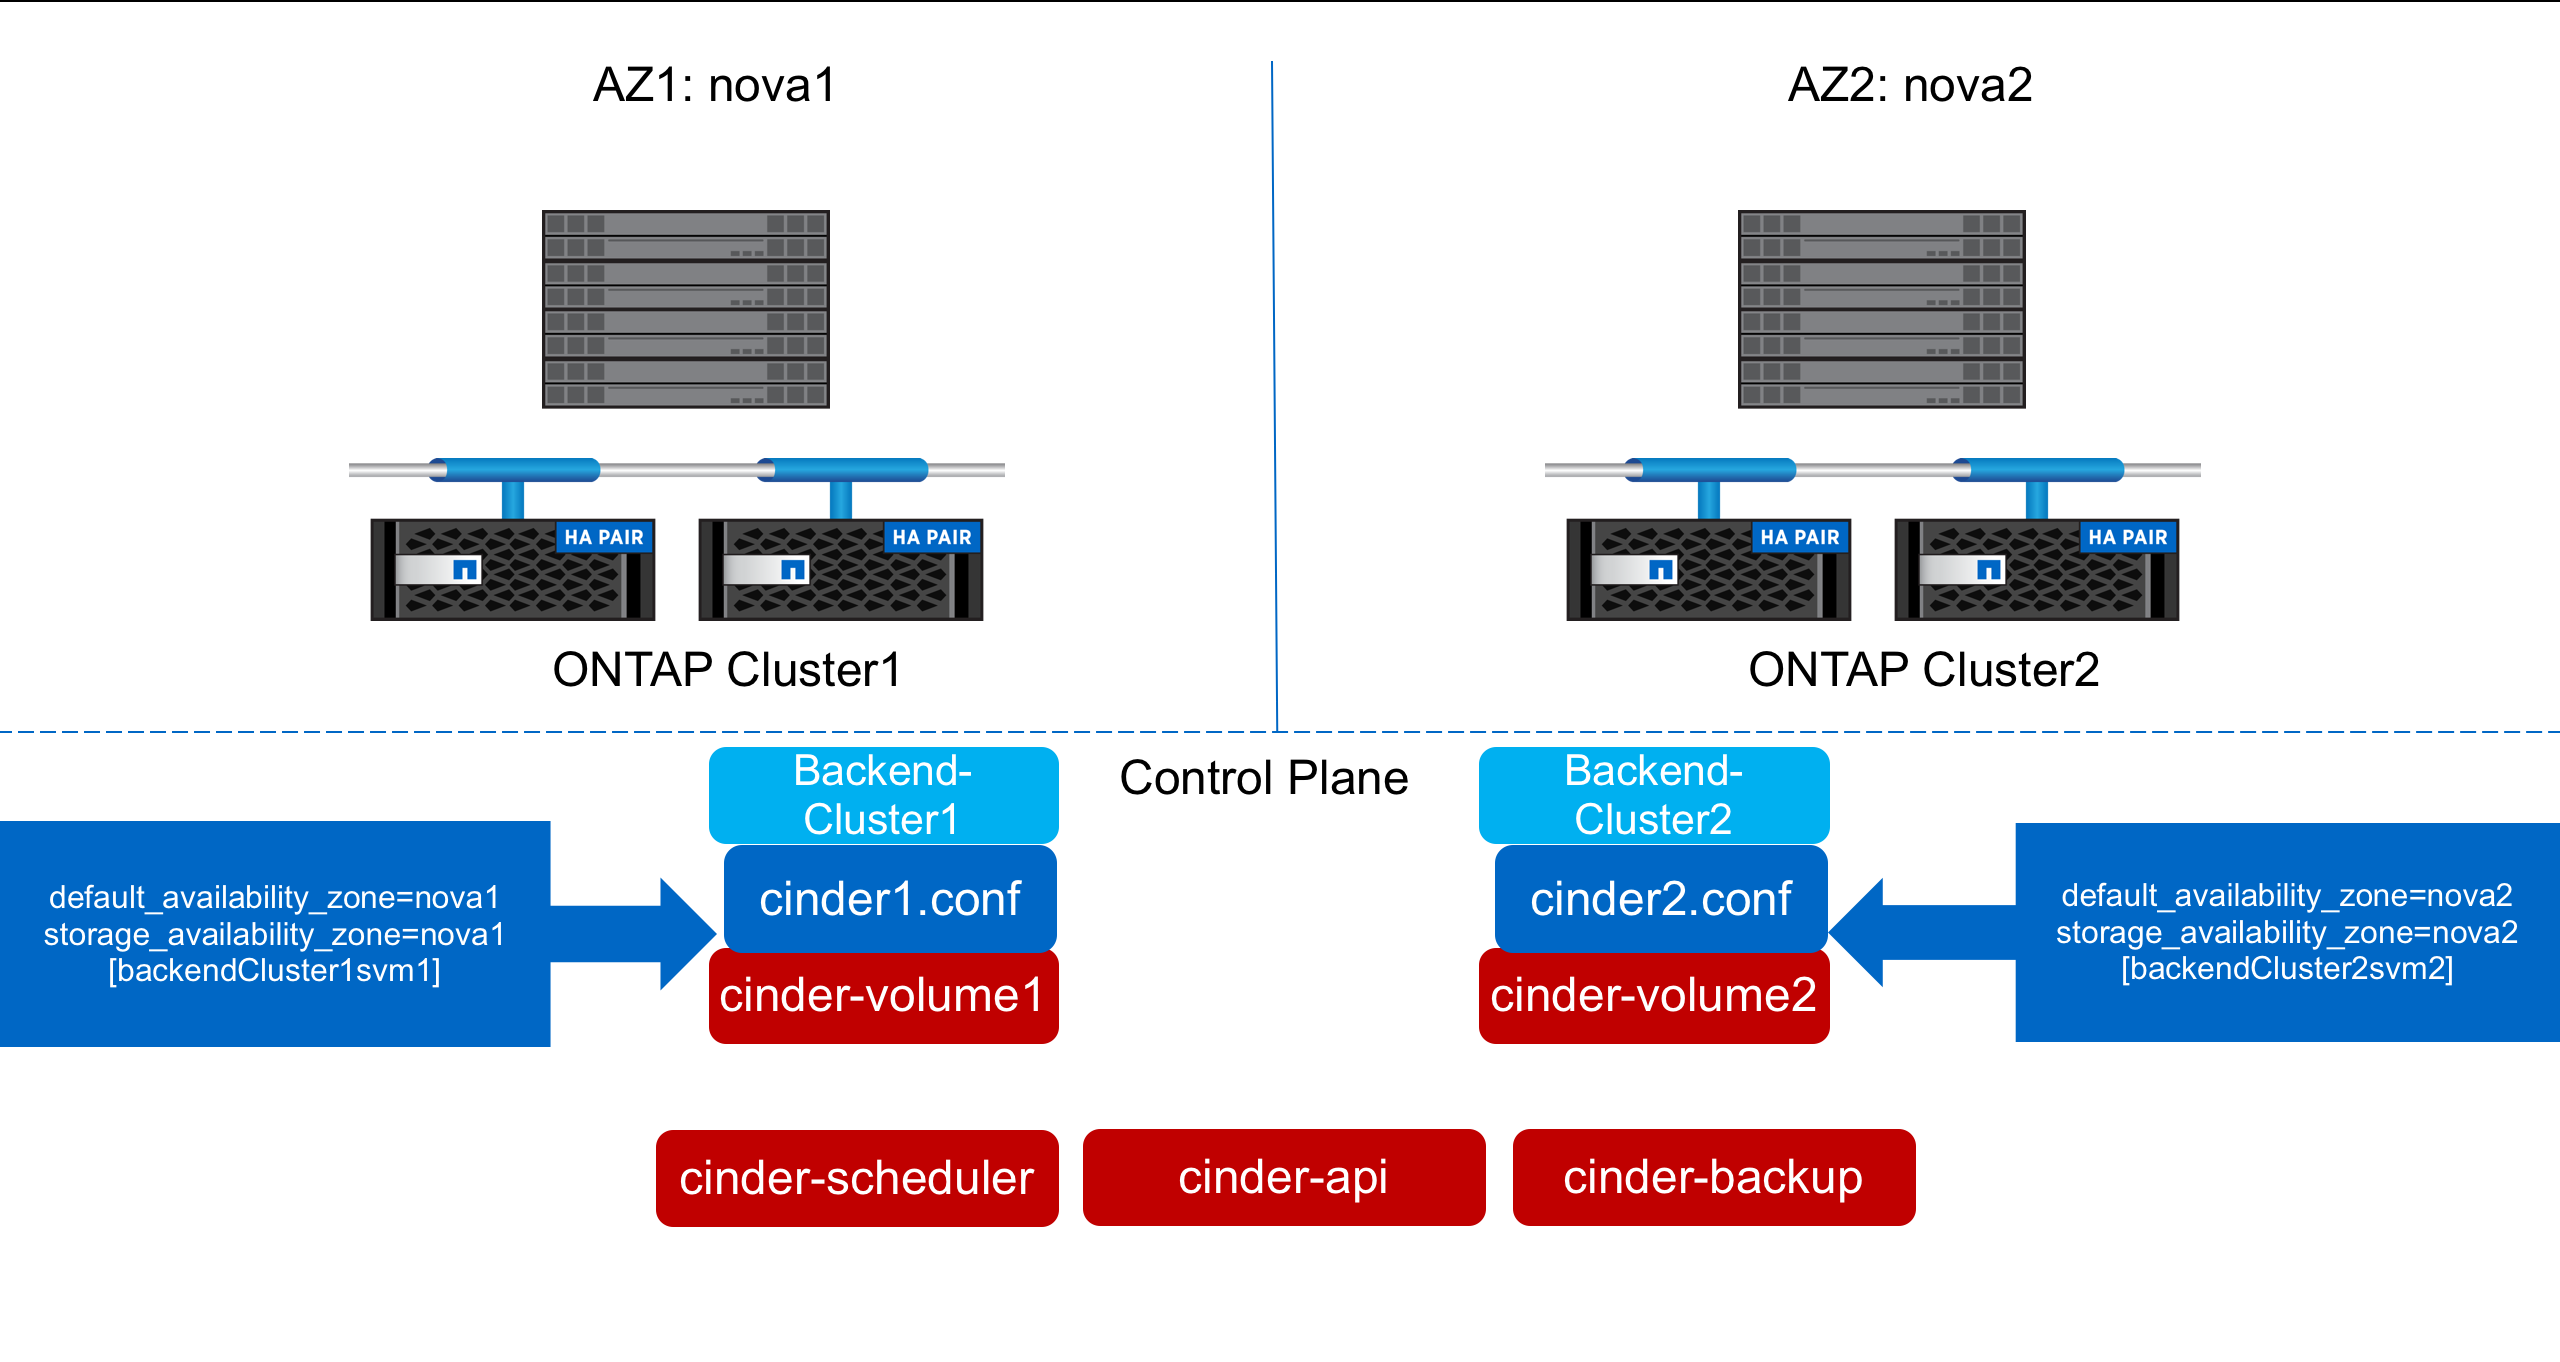 AZ1: nova1
AZ2: nova2
HA PAIR
HA PAIR
HA PAIR
HA PAIR
ONTAP Cluster1
ONTAP Cluster2
Control Plane
Backend-
Cluster1
Backend-
Cluster2
default_availability_zone=nova1
storage_availability_zone=nova1
[backendCluster1svm1]
cinder1.conf
cinder2.conf
default_availability_zone=nova2
storage_availability_zone=nova2
[backendCluster2svm2]
cinder-volume1
cinder-volume2
cinder-scheduler
cinder-api
cinder-backup